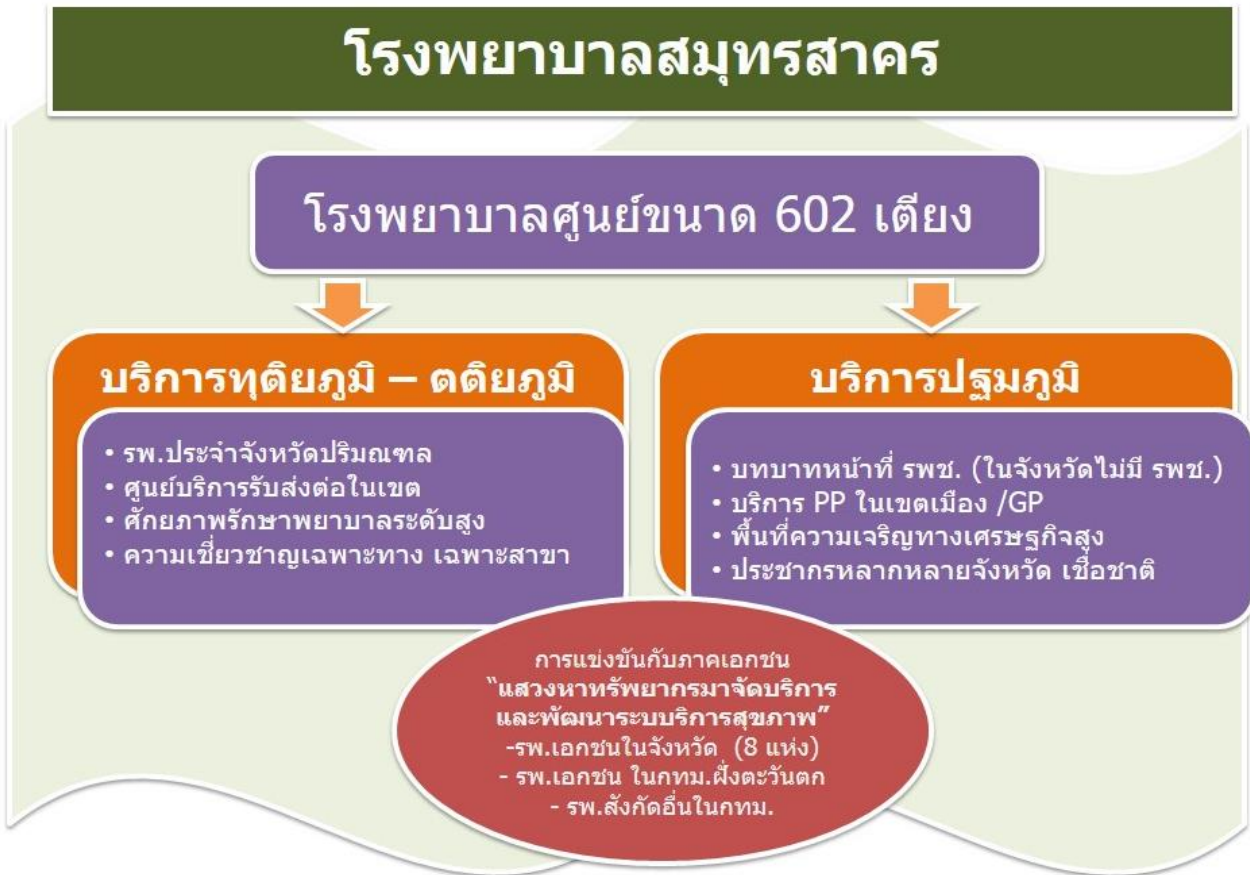 โรงพยาบาลสมุทรสาคร
โรงพยาบาลศูนย์ขนาด 602 เตียง
บริการทุติยภูมิ – ตติยภูมิ
• รพ.ประจำจังหวัดปริมณฑล
• ศูนย์บริการรับส่งต่อในเขต
• ศักยภาพรักษาพยาบาลระดับสูง
• ความเชี่ยวชาญเฉพาะทาง เฉพาะสาขา
บริการปฐมภูมิ
• บทบาทหน้าที่ รพช. (ในจังหวัดไม่มี รพช.)
• บริการ PP ในเขตเมือง /GP
• พื้นที่ความเจริญทางเศรษฐกิจสูง
• ประชากรหลากหลายจังหวัด เชื้อชาติ
การแข่งขันกับภาคเอกชน
“แสวงหาทรัพยากรมาจัดบริการ
และพัฒนาระบบบริการสุขภาพ”
-รพ.เอกชนในจังหวัด (8 แห่ง)
- รพ.เอกชน ในกทม.ฝั่งตะวันตก
- รพ.สังกัดอื่นในกทม.